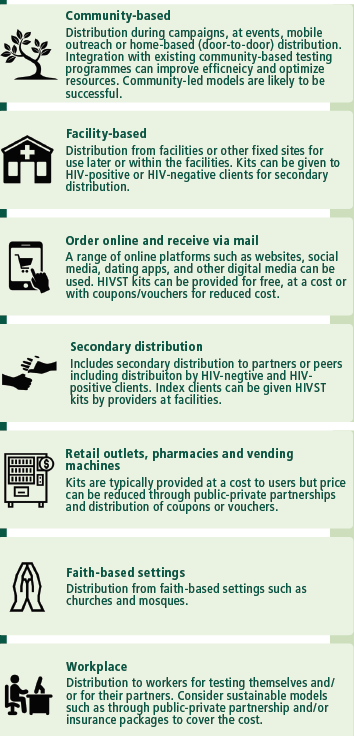 Community-based
Distribution during campaigns, at events, mobile
outreach or home-based (door-to-door) distribution.
Integration with existing community-based testing
programmes can improve efficneicy and optimize
resources. Community-led models are likely to be
successful.
Facility-based
Distribution from facilities or other fixed sites for
use later or within the facilities. Kits can be given to
HIV-positive or HIV-negative clients for secondary
distribution.
Order online and receive via mail
A range of online platforms such as websites, social
media, dating apps, and other digital media can be
used. HIVST kits can be provided for free, at a cost or
with coupons/vouchers for reduced cost.
Secondary distribution
Includes secondary distribution to partners or peers
including distribuiton by HIV-negtive and HIV-
positive clients. Index clients can be given HIVST
kits by providers at facilities.
Retail outlets, pharmacies and vending
machines
Kits are typically provided at a cost to users but price
can be reduced through public-private partnerships
and distribution of coupons or vouchers.
Faith-based settings
Distribution from faith-based settings such as
churches and mosques.
Workplace
Distribution to workers for testing themselves and/
or for their partners. Consider sustainable models
such as through public-private partnership and/or
insurance packages to cover the cost.